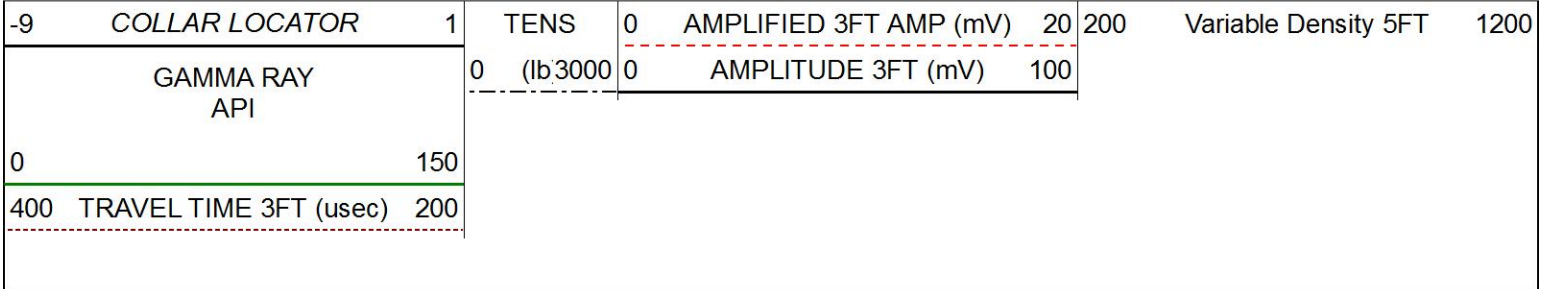 -9 COLLAR LOCATOR 1
GAMMA RAY
API
0 150
400 TRAVEL TIME 3FT (usec) 200
TENS
0 (lb 3000
0 AMPLIFIED 3FT AMP (mV) 20
0 AMPLITUDE 3FT (mV) 100
200 Variable Density 5FT 1200